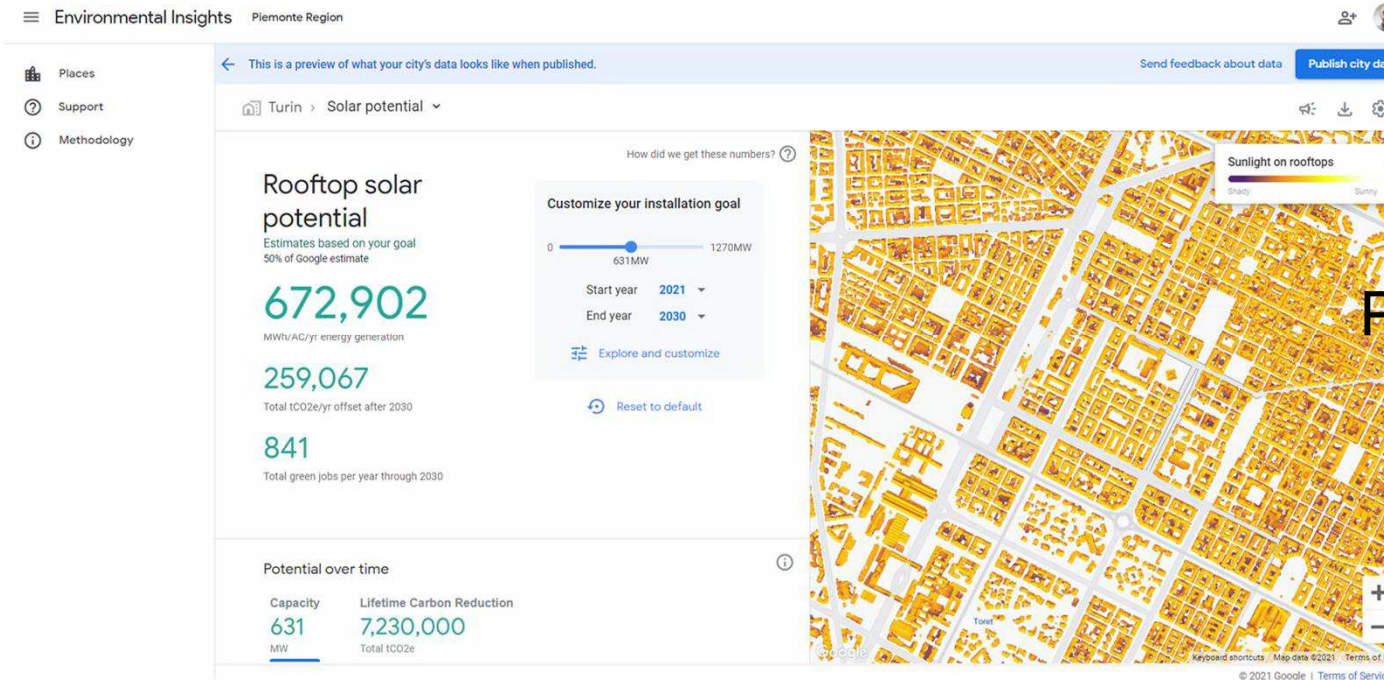 Environmental Insights Piemonte Region
Places
Support
Methodology
This is a preview of what your city's data looks like when published.
Send feedback about data
Publish city da
Turin › Solar potential
How did we get these numbers?
Rooftop solar
potential
Estimates based on your goal
50% of Google estimate
672,902
MWh/AC/yr energy generation
259,067
Total tCO2e/yr offset after 2030
841
Total green jobs per year through 2030
Customize your installation goal
0 1270MW
631MW
Start year 2021
End year 2030
Explore and customize
Reset to default
Potential over time
Capacity Lifetime Carbon Reduction
631 7,230,000
MW Total tCO2e
Sunlight on rooftops
Shady Sunny
Toret
Google
Keyboard shortcuts Map data ©2021 Terms of
© 2021 Google | Terms of Servic